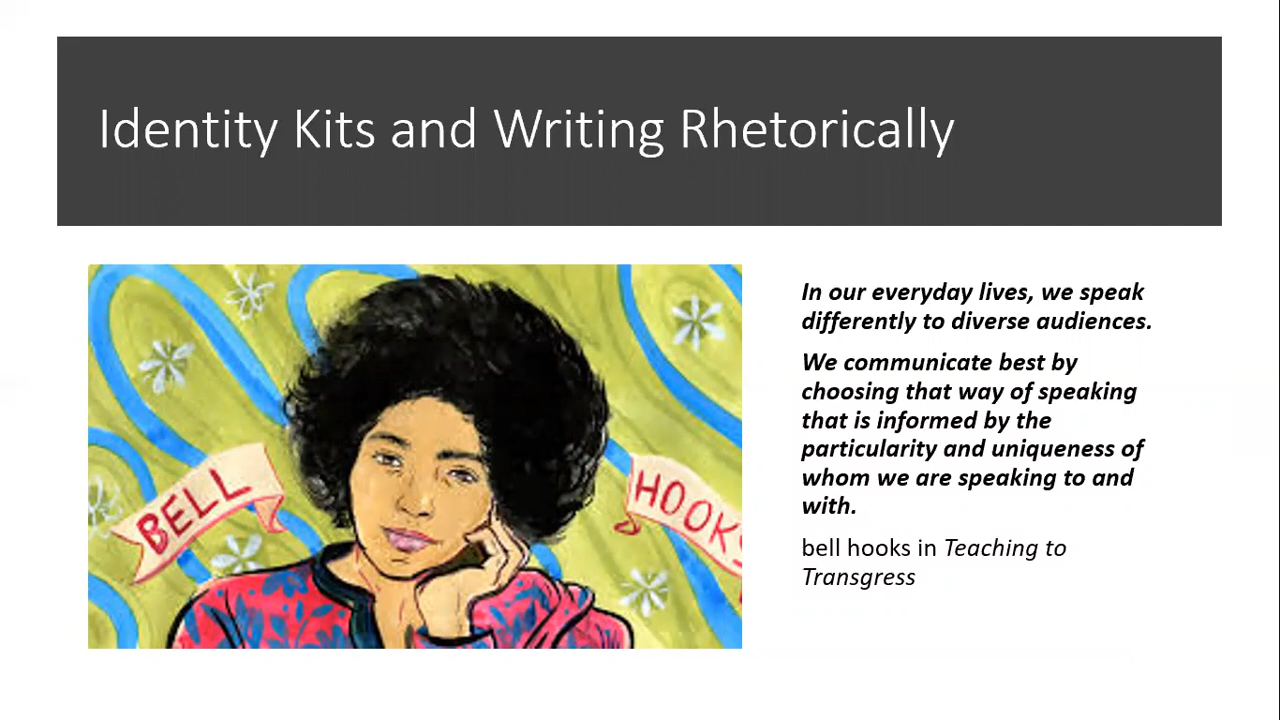 Identity Kits and Writing Rhetorically
BELL
HOOKS
In our everyday lives, we speak
differently to diverse audiences.
We communicate best by
choosing that way of speaking
that is informed by the
particularity and uniqueness of
whom we are speaking to and
with.
bell hooks in Teaching to
Transgress